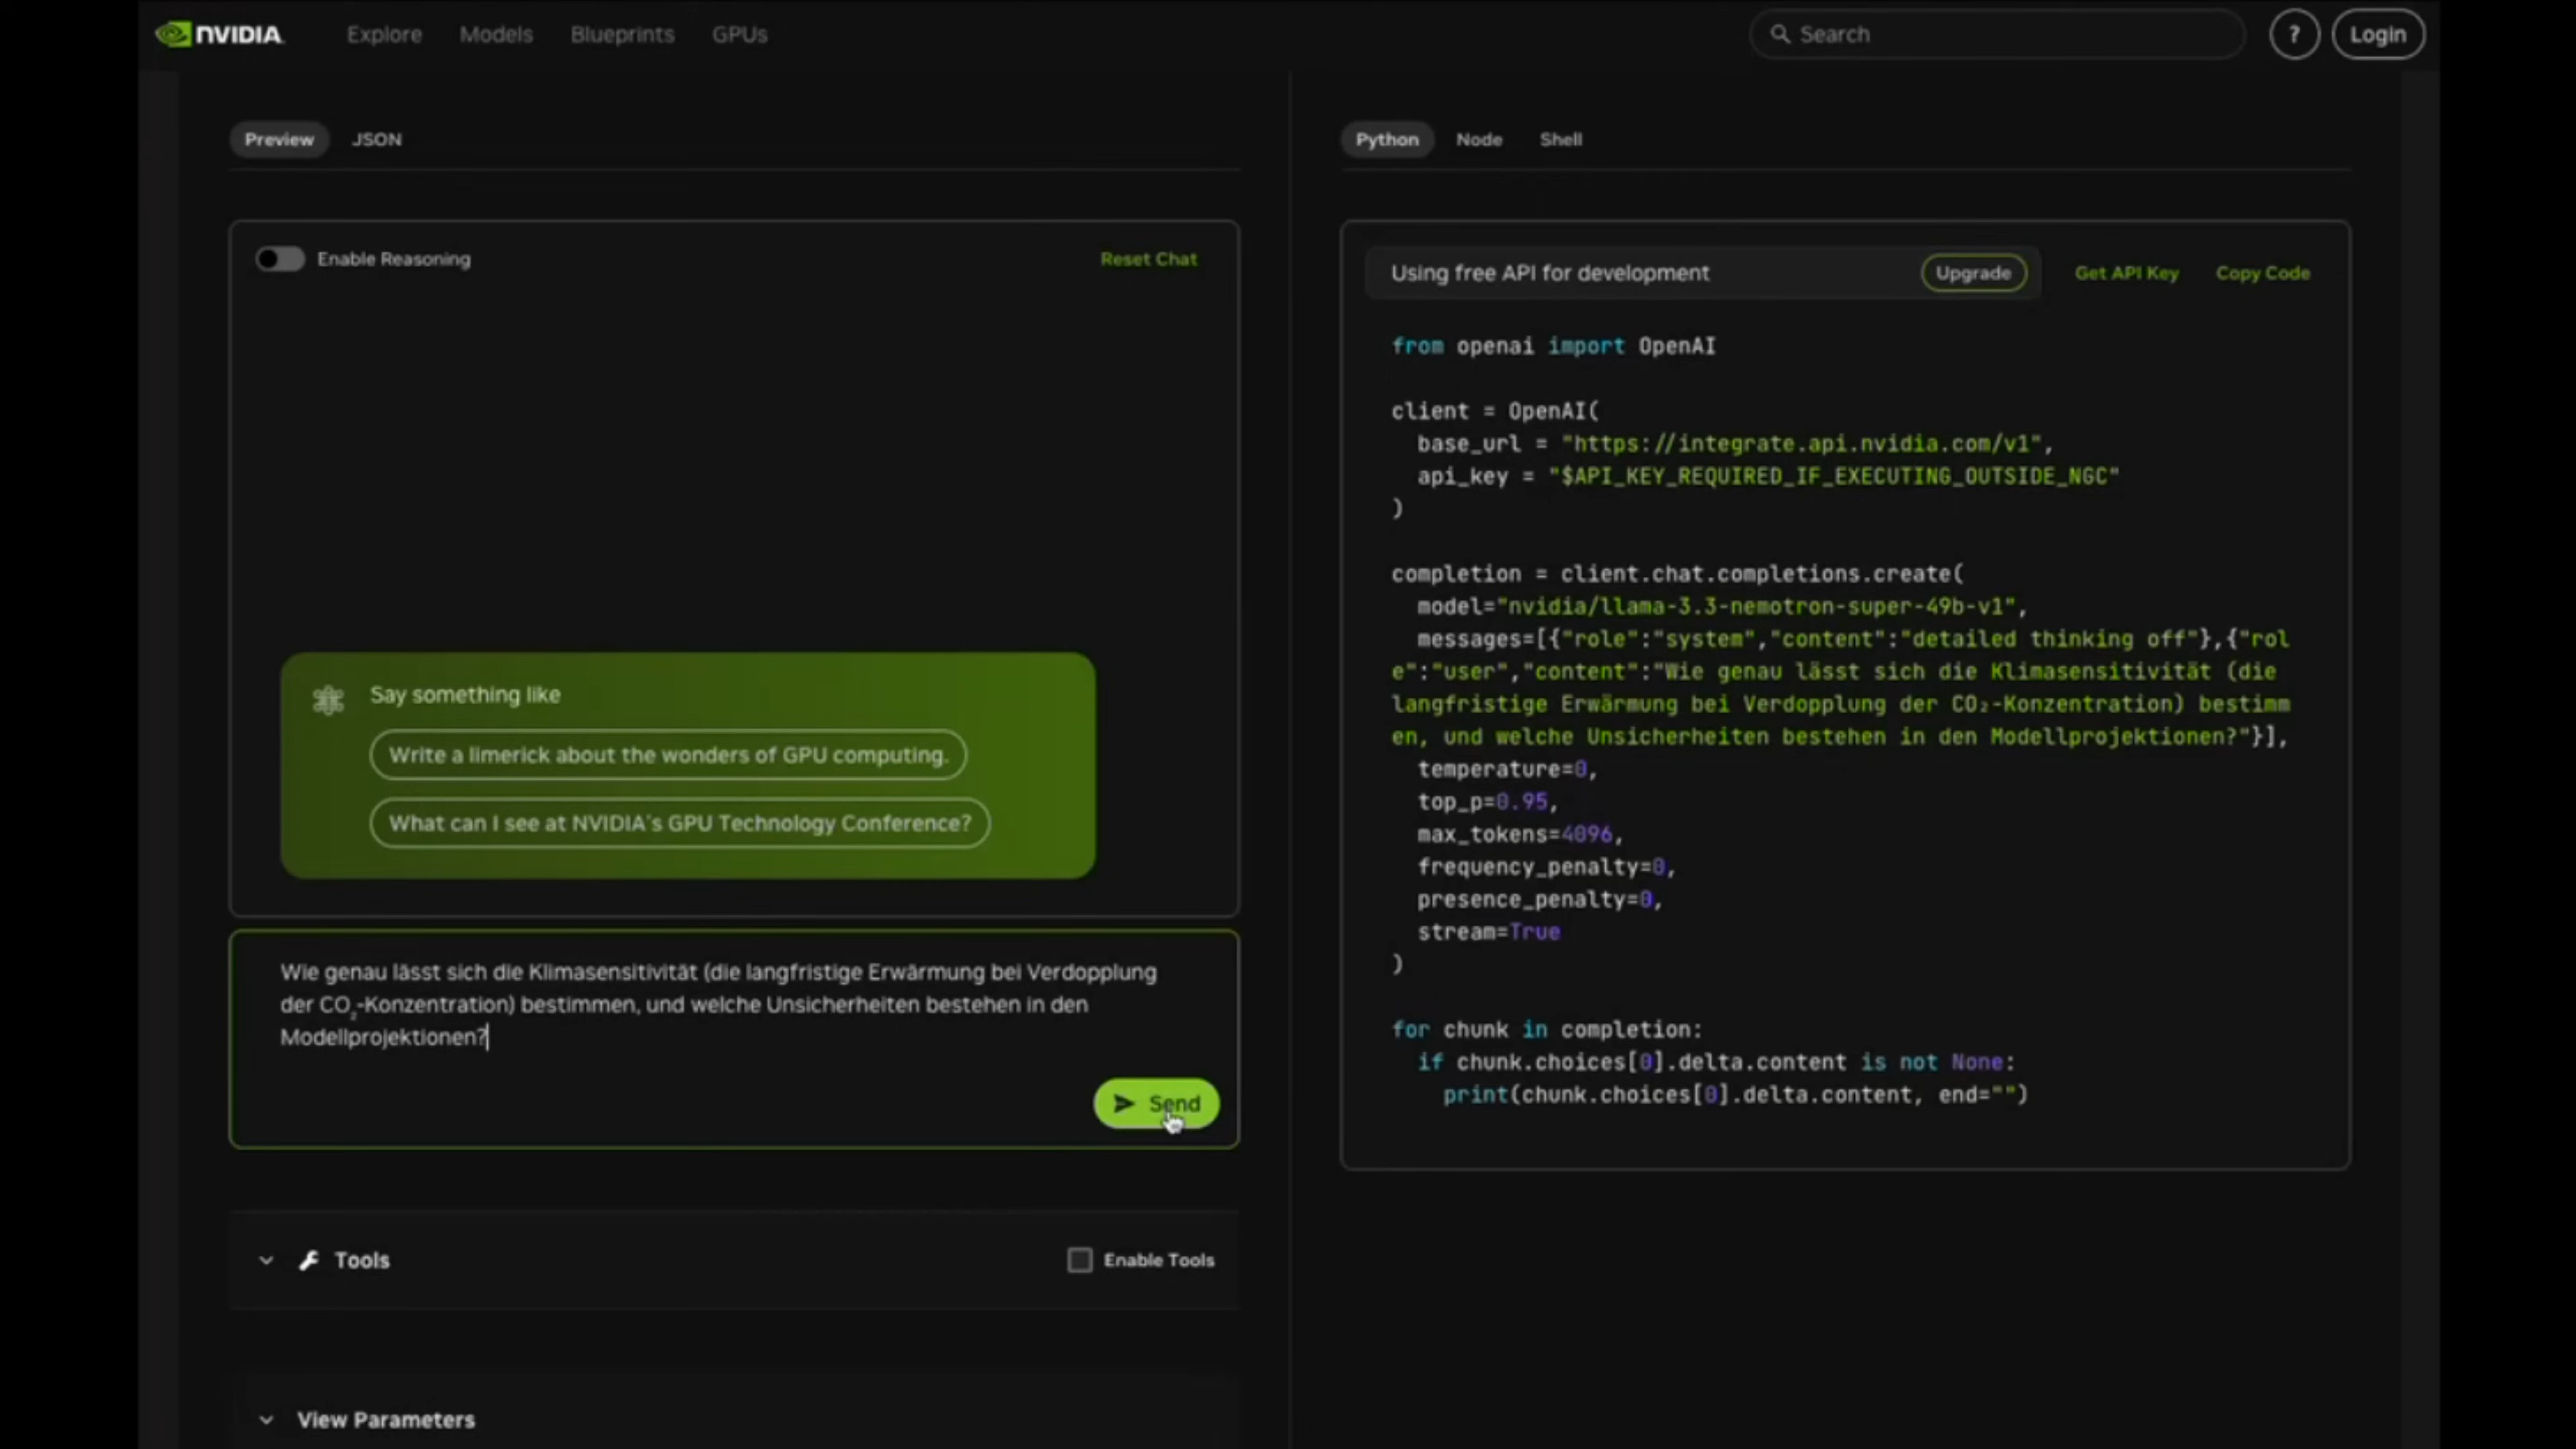 NVIDIA
Explore Models Blueprints GPUs
Search
?
Login
Preview JSON
Enable Reasoning
Reset Chat
Say something like
Write a limerick about the wonders of GPU computing.
What can I see at NVIDIA's GPU Technology Conference?
Wie genau lässt sich die Klimasensitivität (die langfristige Erwärmung bei Verdopplung
der CO₂-Konzentration) bestimmen, und welche Unsicherheiten bestehen in den
Modellprojektionen?
Send
Tools
Enable Tools
View Parameters
Python Node Shell
Using free API for development
Upgrade
Get API Key
Copy Code
from openai import OpenAI
client = OpenAI(
base_url = "https://integrate.api.nvidia.com/v1",
api_key = "$API_KEY_REQUIRED_IF_EXECUTING_OUTSIDE_NGC"
)
completion = client.chat.completions.create(
model="nvidia/llama-3.3-nemotron-super-49b-v1",
messages=[{"role":"system","content":"detailed thinking off"},{"rol
e":"user","content":"Wie genau lässt sich die Klimasensitivität (die
langfristige Erwärmung bei Verdopplung der CO₂-Konzentration) bestimm
en, und welche Unsicherheiten bestehen in den Modellprojektionen?"}],
temperature=0,
top_p=0.95,
max_tokens=4096,
frequency_penalty=0,
presence_penalty=0,
stream=True
)
for chunk in completion:
if chunk.choices[0].delta.content is not None:
print(chunk.choices[0].delta.content, end="")